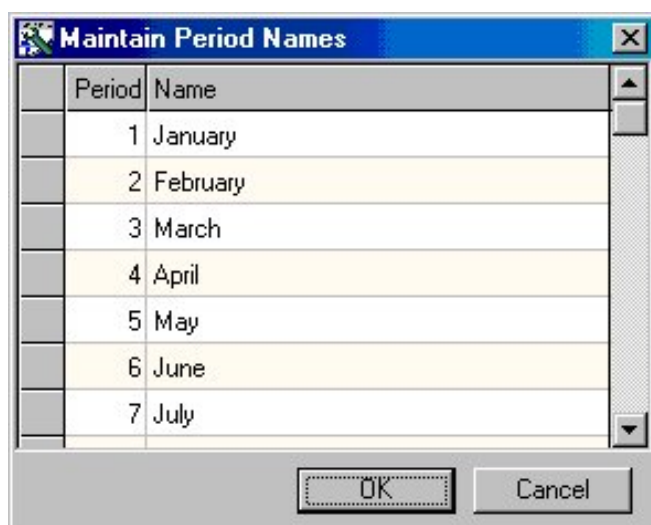 Maintain Period Names
Period Name
1 January
2 February
3 March
4 April
5 May
6 June
7 July
OK Cancel